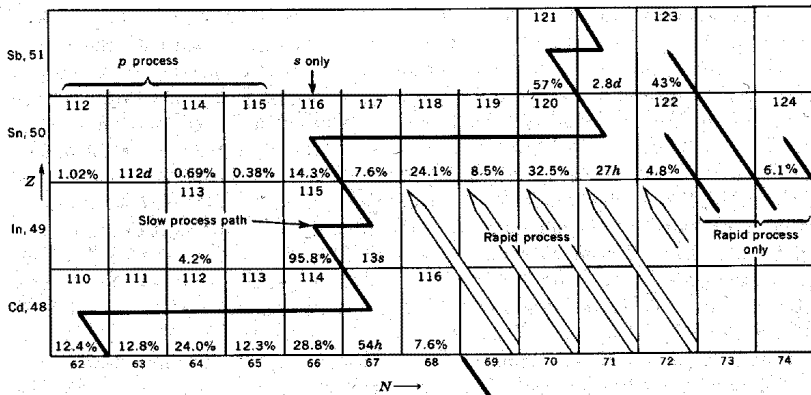 121 123
Sb, 51
p process s only
57% 2.8d 43%
112 114 115 116 117 118 119 120 122 124
Sn, 50
1.02% 112d 0.69% 0.38% 14.3% 7.6% 24.1% 8.5% 32.5% 27h 4.8% 6.1%
Z
113 115
Slow process path
In, 49
Rapid process
Rapid process
only
4.2% 95.8% 13s
110 111 112 113 114 116
Cd, 48
12.4% 12.8% 24.0% 12.3% 28.8% 54h 7.6%
62 63 64 65 66 67 68 69 70 71 72 73 74
N